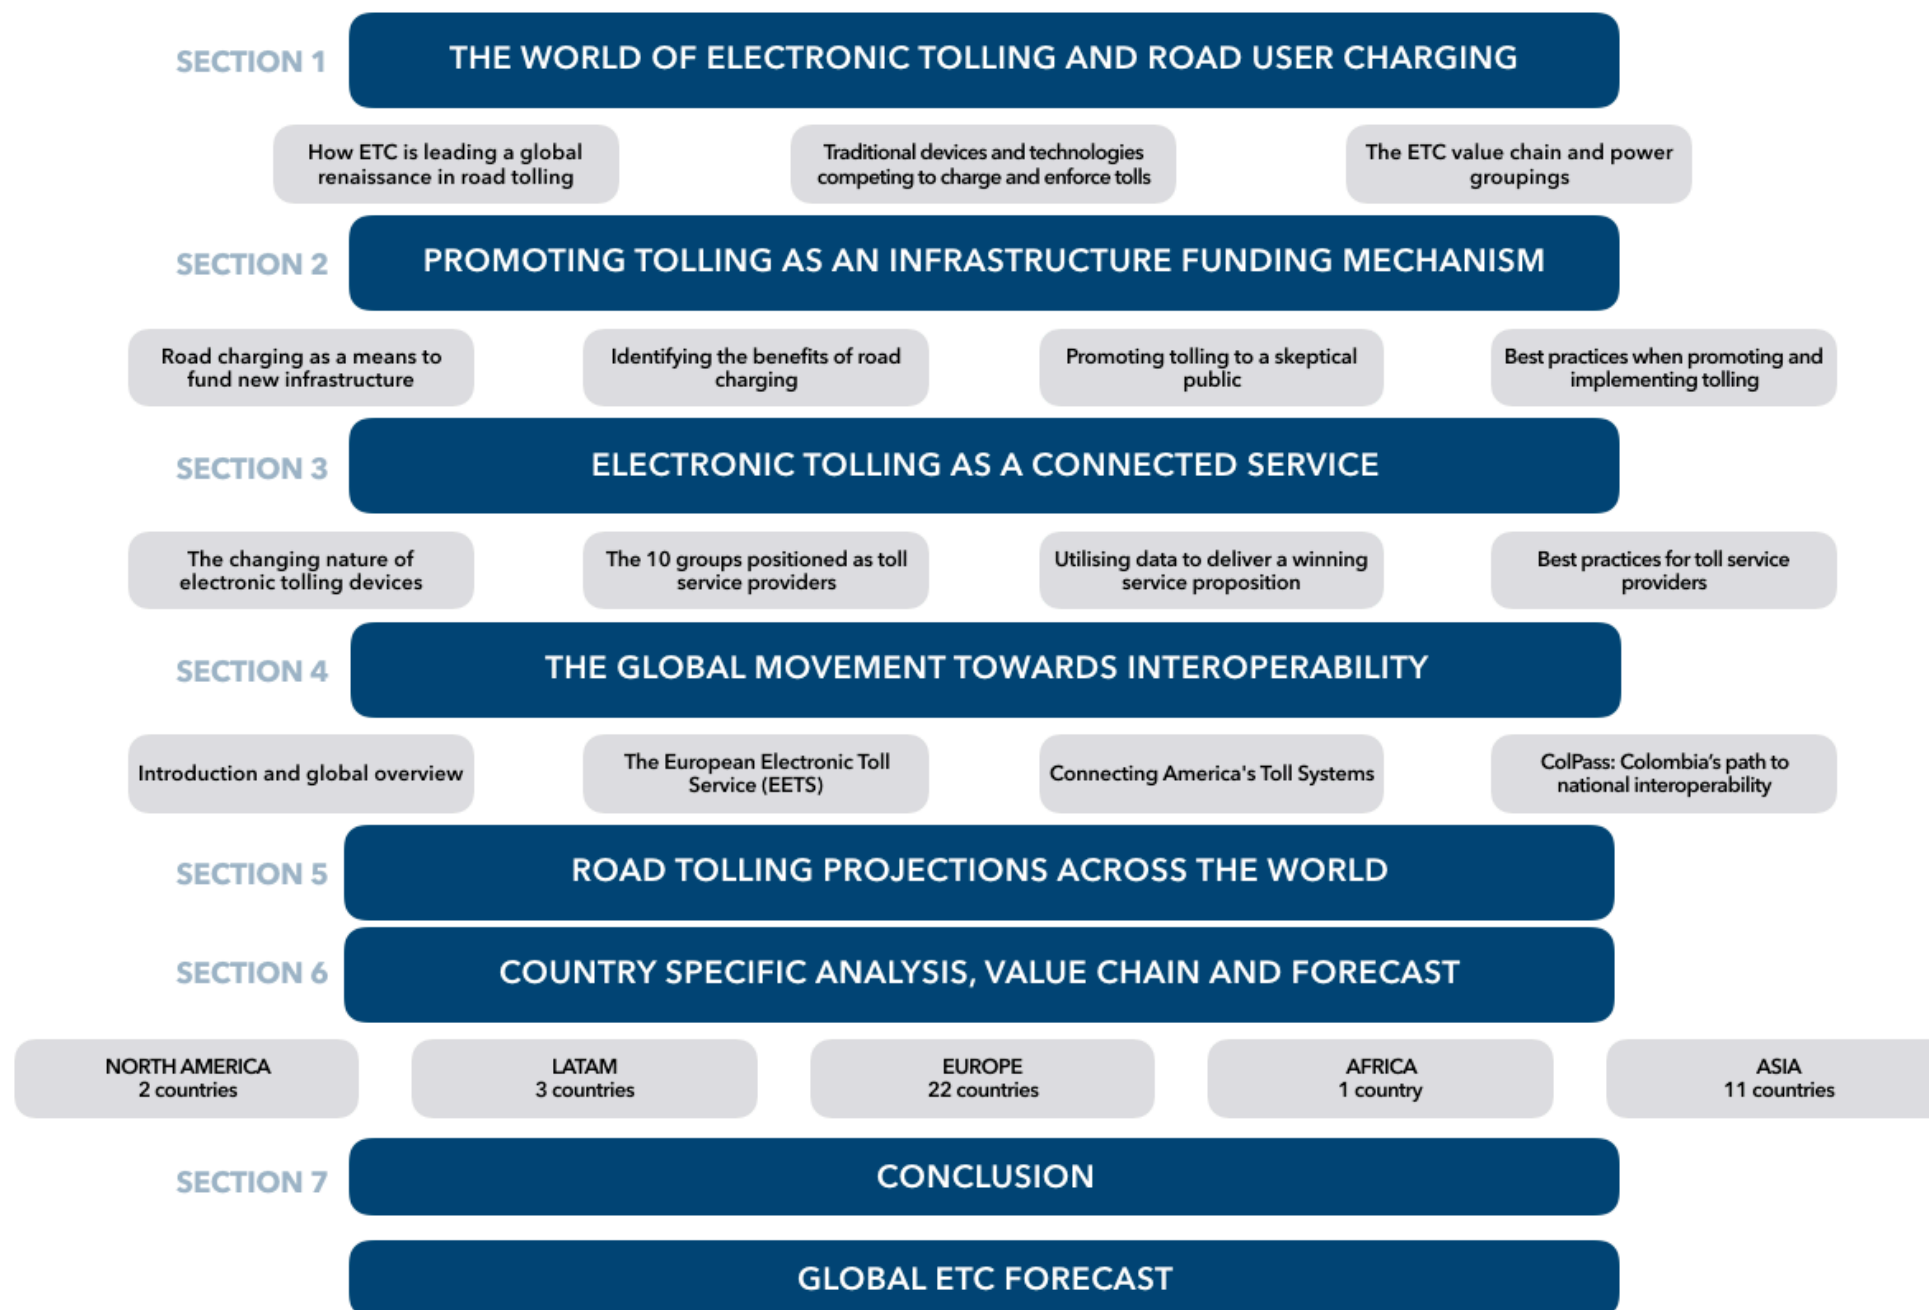 SECTION 1
THE WORLD OF ELECTRONIC TOLLING AND ROAD USER CHARGING
How ETC is leading a global
renaissance in road tolling
Traditional devices and technologies
competing to charge and enforce tolls
The ETC value chain and power
groupings
SECTION 2
PROMOTING TOLLING AS AN INFRASTRUCTURE FUNDING MECHANISM
Road charging as a means to
fund new infrastructure
Identifying the benefits of road
charging
Promoting tolling to a skeptical
public
Best practices when promoting and
implementing tolling
SECTION 3
ELECTRONIC TOLLING AS A CONNECTED SERVICE
The changing nature of
electronic tolling devices
The 10 groups positioned as toll
service providers
Utilising data to deliver a winning
service proposition
Best practices for toll service
providers
SECTION 4
THE GLOBAL MOVEMENT TOWARDS INTEROPERABILITY
Introduction and global overview
The European Electronic Toll
Service (EETS)
Connecting America's Toll Systems
ColPass: Colombia’s path to
national interoperability
SECTION 5
ROAD TOLLING PROJECTIONS ACROSS THE WORLD
SECTION 6
COUNTRY SPECIFIC ANALYSIS, VALUE CHAIN AND FORECAST
NORTH AMERICA
2 countries
LATAM
3 countries
EUROPE
22 countries
AFRICA
1 country
ASIA
11 countries
SECTION 7
CONCLUSION
GLOBAL ETC FORECAST